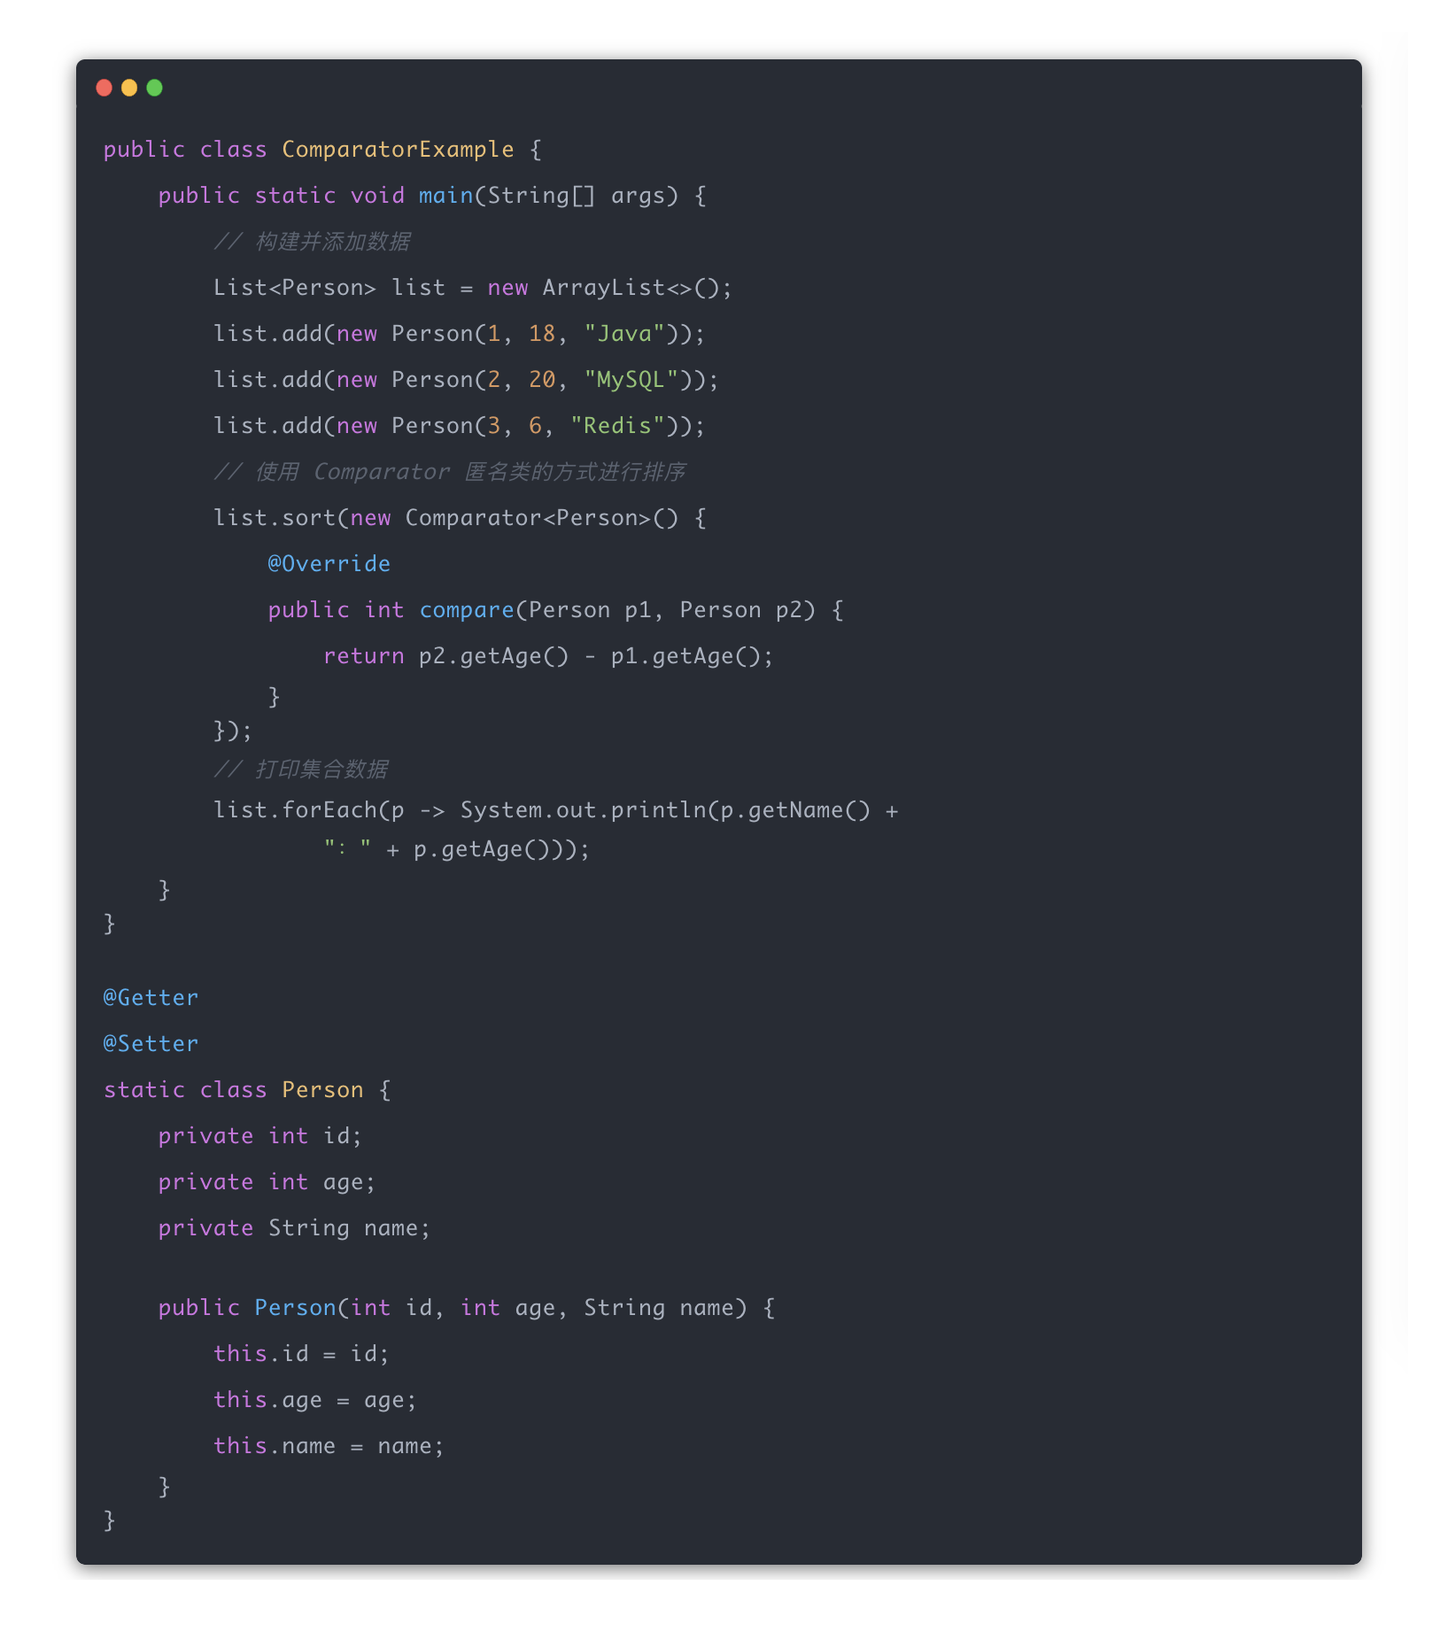 public class ComparatorExample {
    public static void main(String[] args) {
        // 构建并添加数据
        List<Person> list = new ArrayList<>();
        list.add(new Person(1, 18, "Java"));
        list.add(new Person(2, 20, "MySQL"));
        list.add(new Person(3, 6, "Redis"));
        // 使用 Comparator 匿名类的方式进行排序
        list.sort(new Comparator<Person>() {
            @Override
            public int compare(Person p1, Person p2) {
                return p2.getAge() - p1.getAge();
            }
        });
        // 打印集合数据
        list.forEach(p -> System.out.println(p.getName() +
                "：" + p.getAge()));
    }
}

@Getter
@Setter
static class Person {
    private int id;
    private int age;
    private String name;

    public Person(int id, int age, String name) {
        this.id = id;
        this.age = age;
        this.name = name;
    }
}